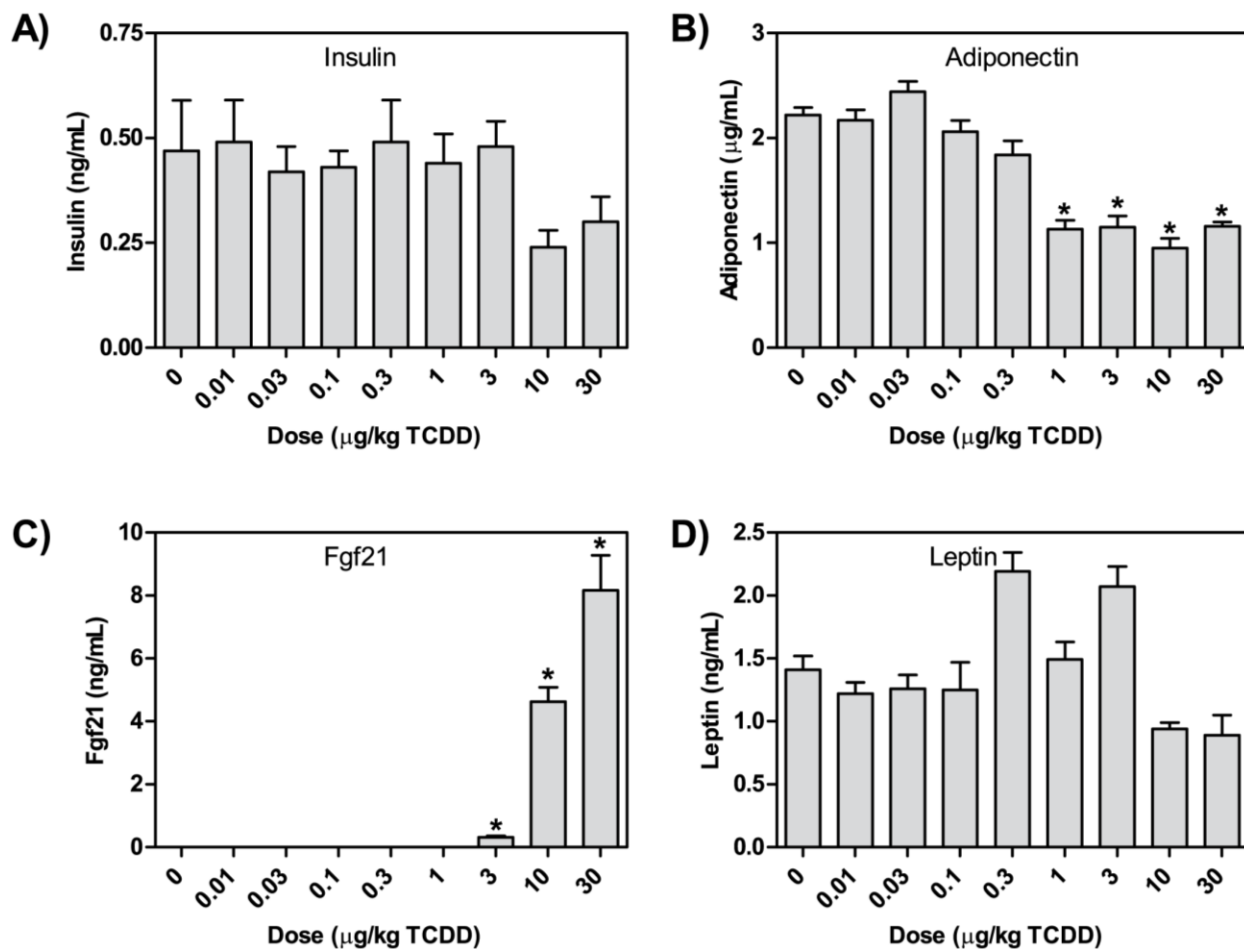 A)
Insulin
Insulin (ng/mL)
0.75
0.50
0.25
0.00
0 0.01 0.03 0.1 0.3 1 3 10 30
Dose (μg/kg TCDD)
B)
Adiponectin
Adiponectin (μg/mL)
3
2
1
0
* * * *
0 0.01 0.03 0.1 0.3 1 3 10 30
Dose (μg/kg TCDD)
C)
Fgf21
Fgf21 (ng/mL)
10
8
6
4
2
0
* * *
0 0.01 0.03 0.1 0.3 1 3 10 30
Dose (μg/kg TCDD)
D)
Leptin
Leptin (ng/mL)
2.5
2.0
1.5
1.0
0.5
0.0
0 0.01 0.03 0.1 0.3 1 3 10 30
Dose (μg/kg TCDD)